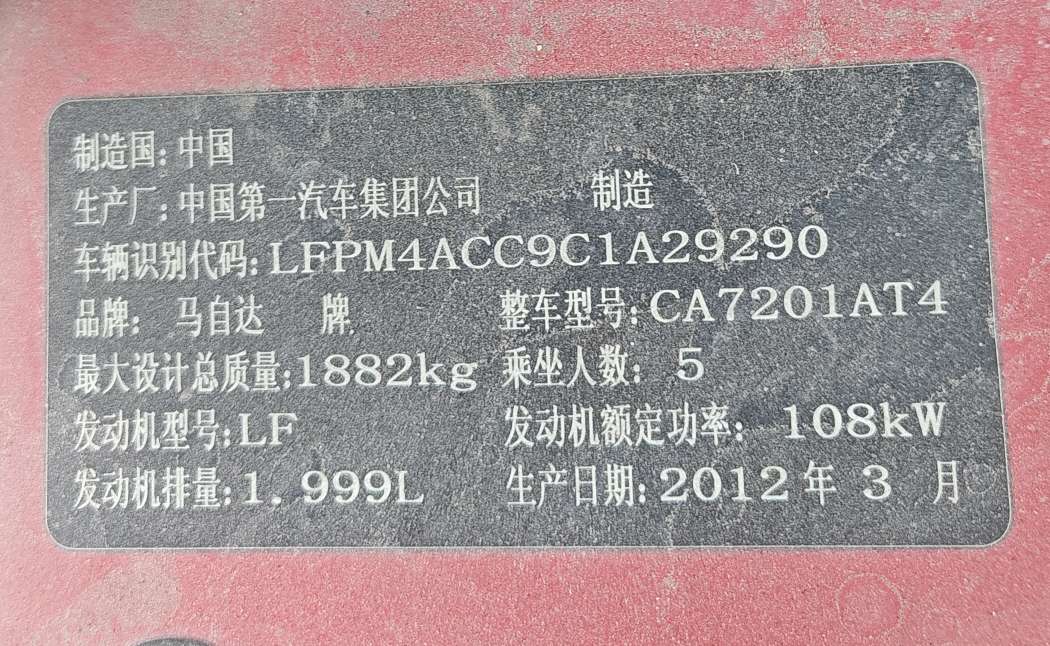 制造国:中国
生产厂:中国第一汽车集团公司 制造
车辆识别代码:LFPM4ACC9C1A29290
品牌: 马自达 牌 整车型号:CA7201AT4
最大设计总质量:1882kg 乘坐人数: 5
发动机型号:LF 发动机额定功率: 108kW
发动机排量:1.999L 生产日期:2012年 3 月